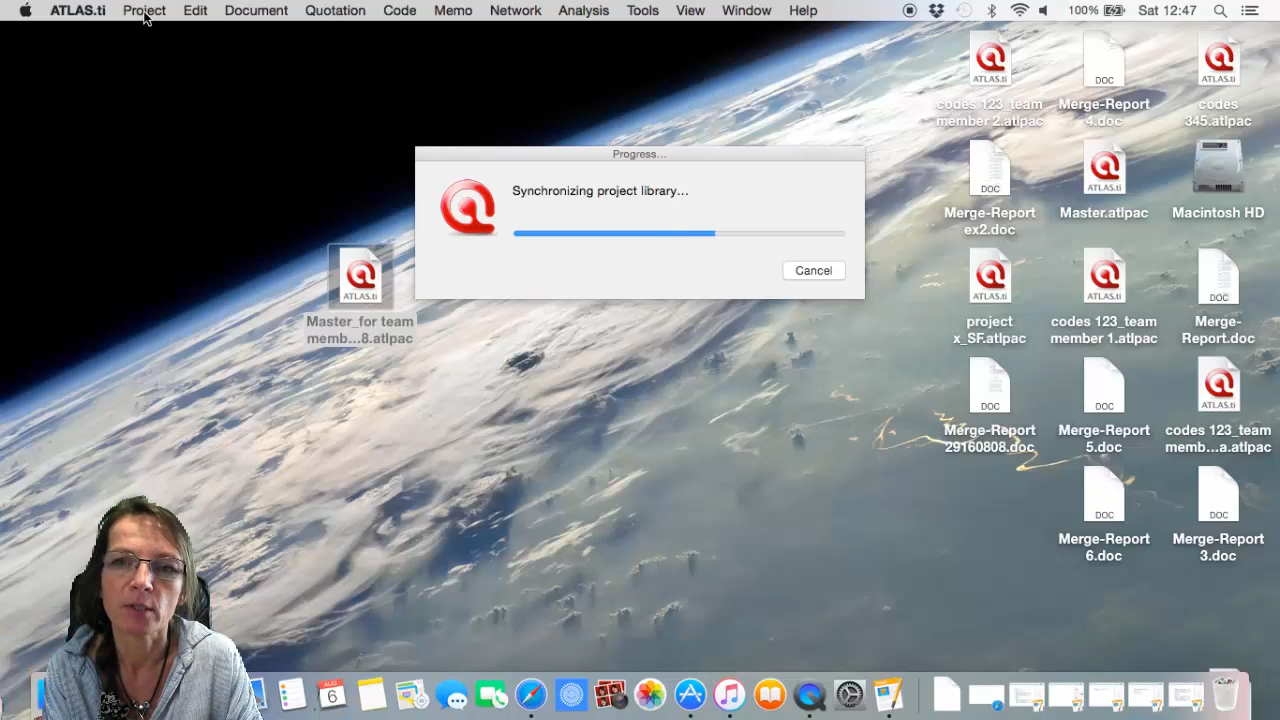 ATLAS.ti Project Edit Document Quotation Code Memo Network Analysis Tools View Window Help 100% Sat 12:47
Progress...
Synchronizing project library...
Cancel
ATLAS.ti
Master_for team
memb...8.atlpac
ATLAS.ti
codes 123_team
member 2.atlpac
DOC
Merge-Report
4.doc
ATLAS.ti
codes
345.atlpac
DOC
Merge-Report
ex2.doc
ATLAS.ti
Master.atlpac
Macintosh HD
ATLAS.ti
project
x_SF.atlpac
ATLAS.ti
codes 123_team
member 1.atlpac
DOC
Merge-
Report.doc
DOC
Merge-Report
29160808.doc
DOC
Merge-Report
5.doc
ATLAS.ti
codes 123_team
memb...a.atlpac
DOC
Merge-Report
6.doc
DOC
Merge-Report
3.doc
AUG
6